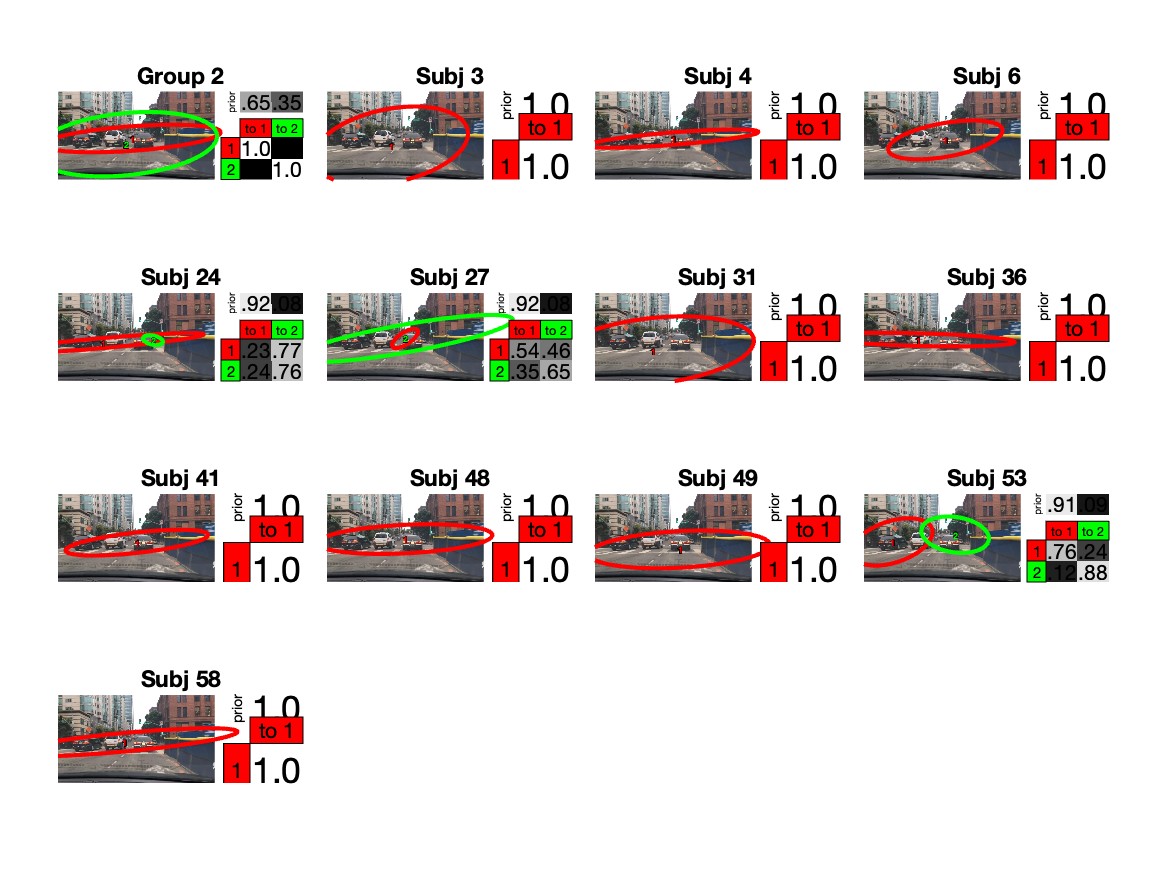 Group 2
prior
.65 .35
to 1 to 2
1 1.0
2 1.0
Subj 3
prior
1.0
to 1
1 1.0
Subj 4
prior
1.0
to 1
1 1.0
Subj 6
prior
1.0
to 1
1 1.0
Subj 24
prior
.92 .08
to 1 to 2
1 .23 .77
2 .24 .76
Subj 27
prior
.92 .08
to 1 to 2
1 .54 .46
2 .35 .65
Subj 31
prior
1.0
to 1
1 1.0
Subj 36
prior
1.0
to 1
1 1.0
Subj 41
prior
1.0
to 1
1 1.0
Subj 48
prior
1.0
to 1
1 1.0
Subj 49
prior
1.0
to 1
1 1.0
Subj 53
prior
.91 .09
to 1 to 2
1 .76 .24
2 .12 .88
Subj 58
prior
1.0
to 1
1 1.0